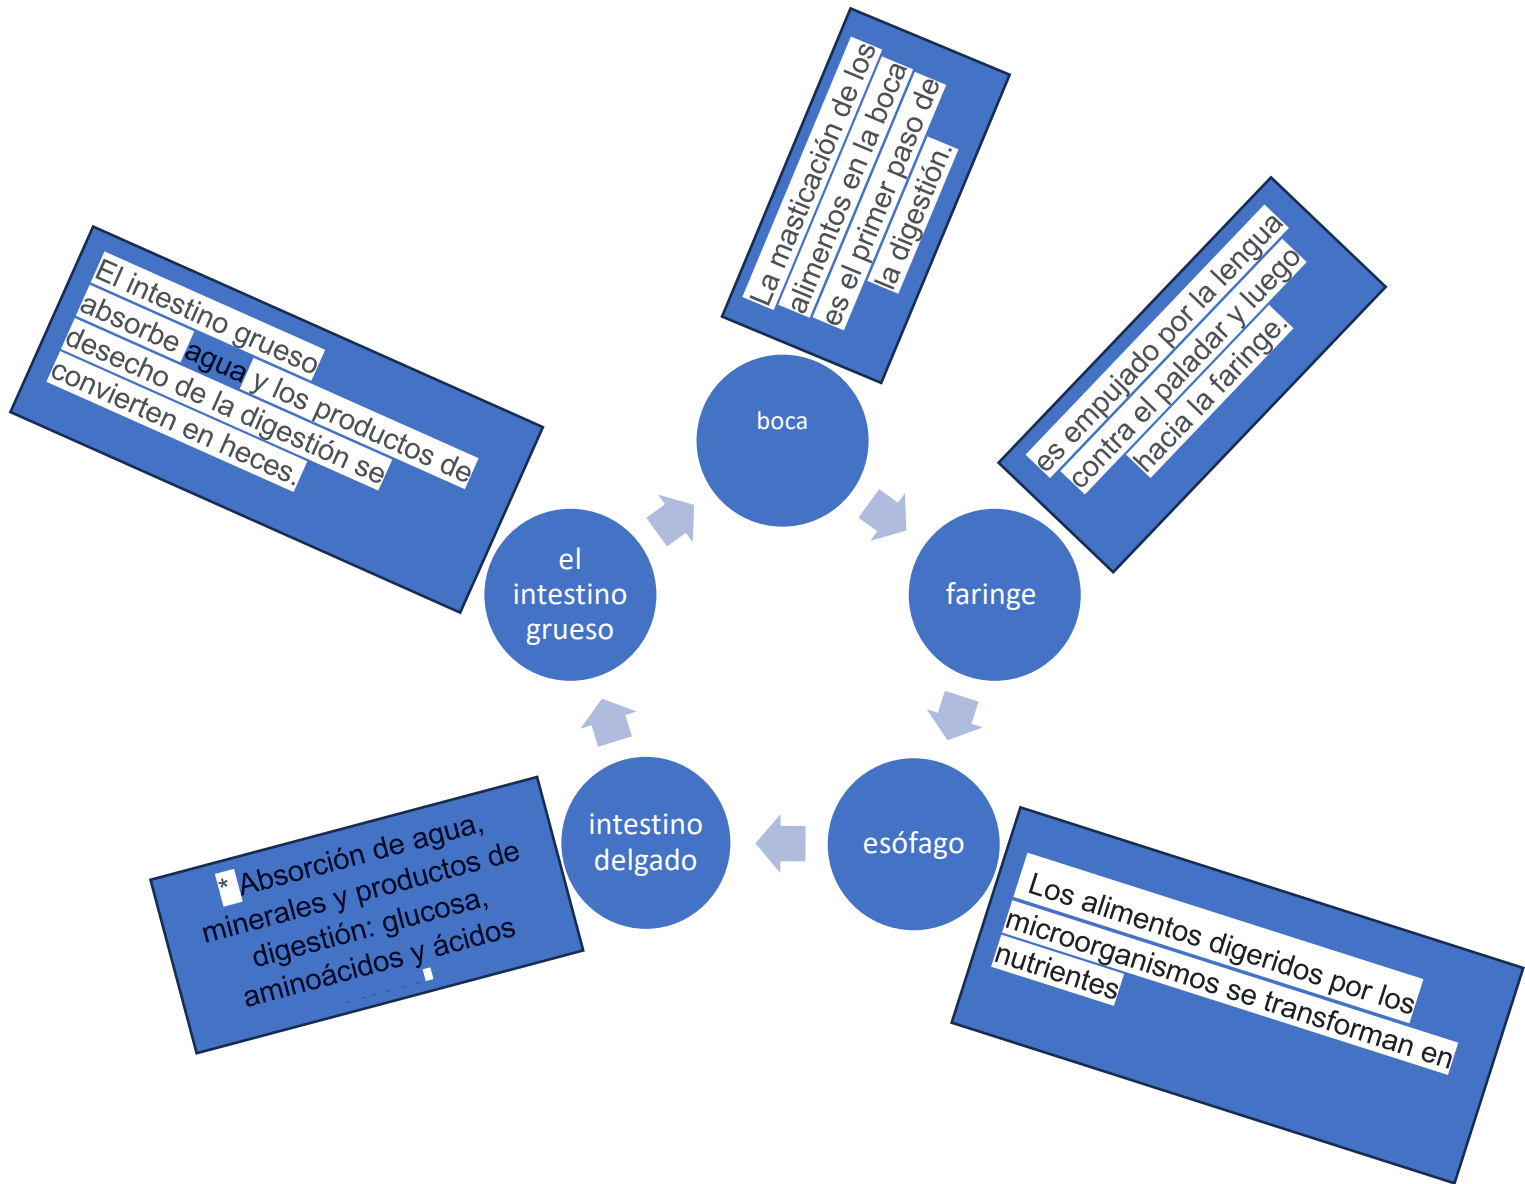 La masticación de los
alimentos en la boca
es el primer paso de
la digestión.
boca
es empujado por la lengua
contra el paladar y luego
hacia la faringe.
faringe
Los alimentos digeridos por los
microorganismos se transforman en
nutrientes
esófago
* Absorción de agua,
minerales y productos de
digestión: glucosa,
aminoácidos y ácidos
intestino
delgado
El intestino grueso
absorbe agua y los productos de
desecho de la digestión se
convierten en heces.
el
intestino
grueso